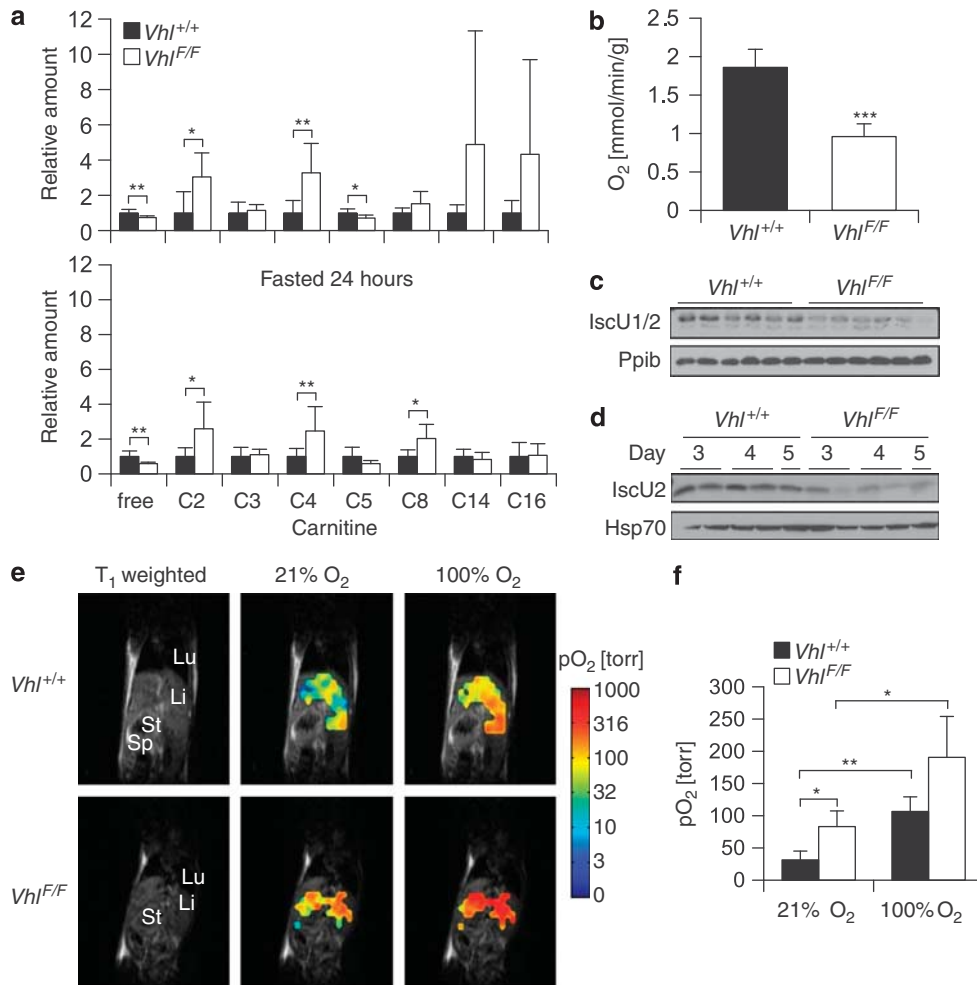 a
12
10
8
6
4
2
0
Relative amount
Vhl+/+
VhlF/F
**
*
**
*
12
10
8
6
4
2
0
Relative amount
Fasted 24 hours
**
*
**
*
free C2 C3 C4 C5 C8 C14 C16
Carnitine
b
2.5
2
1.5
1
0.5
0
O2 [mmol/min/g]
***
Vhl+/+ VhlF/F
c
Vhl+/+ VhlF/F
IscU1/2
Ppib
d
Vhl+/+ VhlF/F
Day 3 4 5 3 4 5
IscU2
Hsp70
e
T1 weighted 21% O2 100% O2
Vhl+/+
Lu
Li
St
Sp
VhlF/F
Lu
Li
St
pO2 [torr]
1000
316
100
32
10
3
0
f
Vhl+/+
VhlF/F
300
250
200
150
100
50
0
pO2 [torr]
*
**
*
21% O2 100% O2